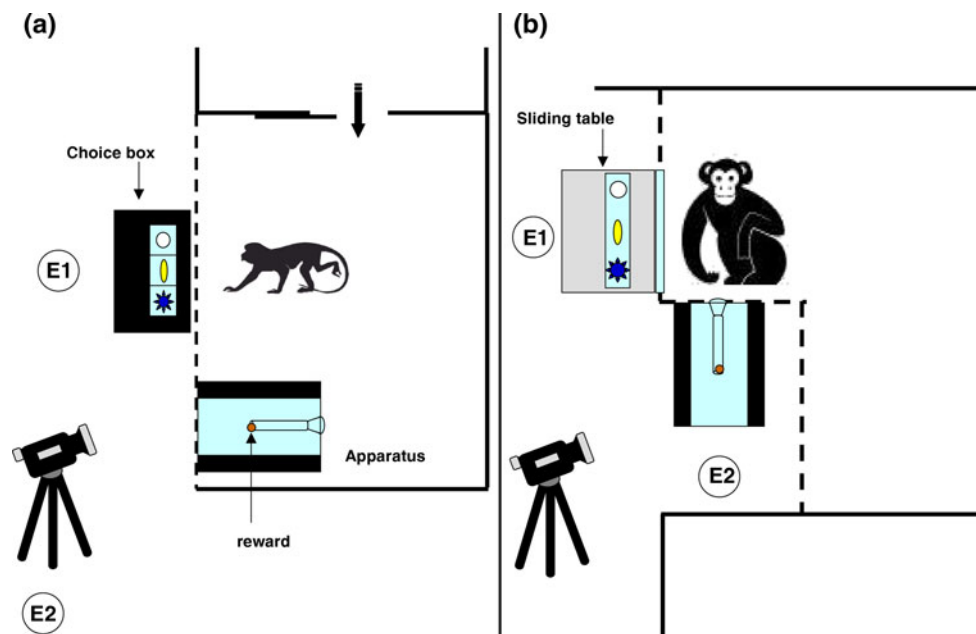 (a)
Choice box
E1
Apparatus
reward
E2
(b)
Sliding table
E1
E2